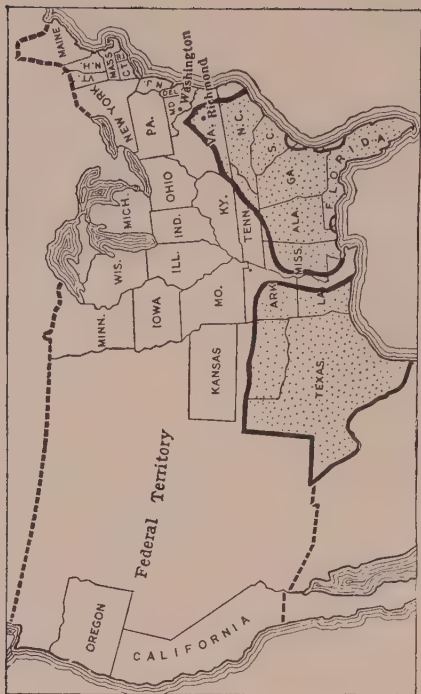 MAINE
VT.
N.H.
MASS
CT.
NEW YORK
N.J.
PA.
MD
DEL
Washington
Richmond
VA.
N.C.
S.C.
GA.
FLORIDA
ALA.
MISS.
TENN.
KY.
OHIO
IND.
MICH.
ILL.
WIS.
MINN.
IOWA
MO.
ARK.
LA.
KANSAS
TEXAS.
Federal Territory
OREGON
CALIFORNIA